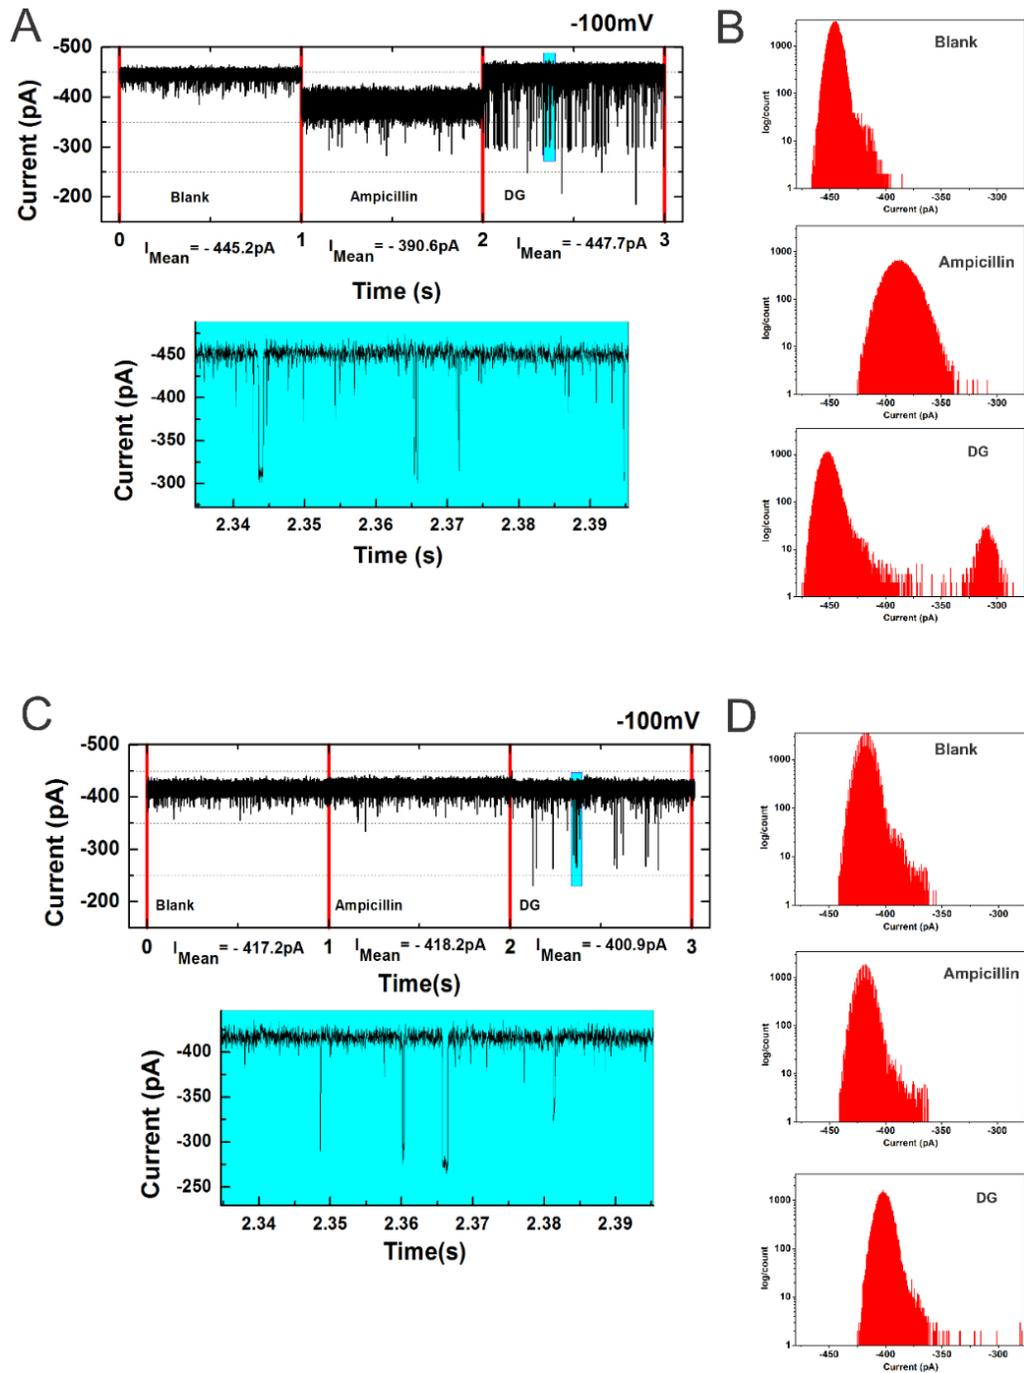 A
-100mV
Current (pA)
-500
-400
-300
-200
Blank
Ampicillin
DG
0
1
2
3
IMean = - 445.2pA
IMean = - 390.6pA
IMean = - 447.7pA
Time (s)
Current (pA)
-450
-400
-350
-300
2.34 2.35 2.36 2.37 2.38 2.39
Time (s)
B
Blank
log/count
1000
100
10
1
-450 -400 -350 -300
Current (pA)
Ampicillin
log/count
1000
100
10
1
-450 -400 -350 -300
Current (pA)
DG
log/count
1000
100
10
1
-450 -400 -350 -300
Current (pA)
C
-100mV
Current (pA)
-500
-400
-300
-200
Blank
Ampicillin
DG
0
1
2
3
IMean = - 417.2pA
IMean = - 418.2pA
IMean = - 400.9pA
Time(s)
Current (pA)
-400
-350
-300
-250
2.34 2.35 2.36 2.37 2.38 2.39
Time(s)
D
Blank
log/count
1000
100
10
1
-450 -400 -350 -300
Current (pA)
Ampicillin
log/count
1000
100
10
1
-450 -400 -350 -300
Current (pA)
DG
log/count
1000
100
10
1
-450 -400 -350 -300
Current (pA)